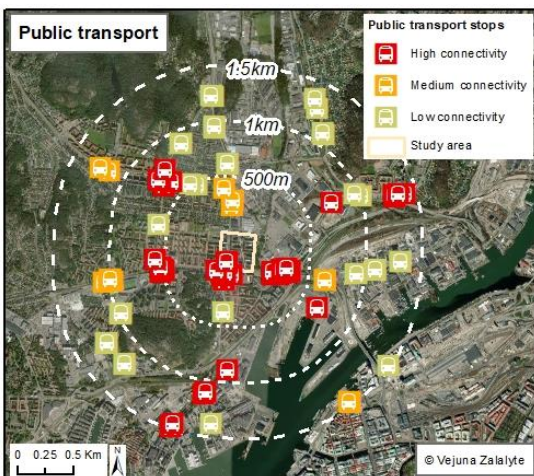 Public transport
Public transport stops
High connectivity
Medium connectivity
Low connectivity
Study area
1.5km
1km
500m
0 0.25 0.5 Km
N
© Vejuna Zalalyte